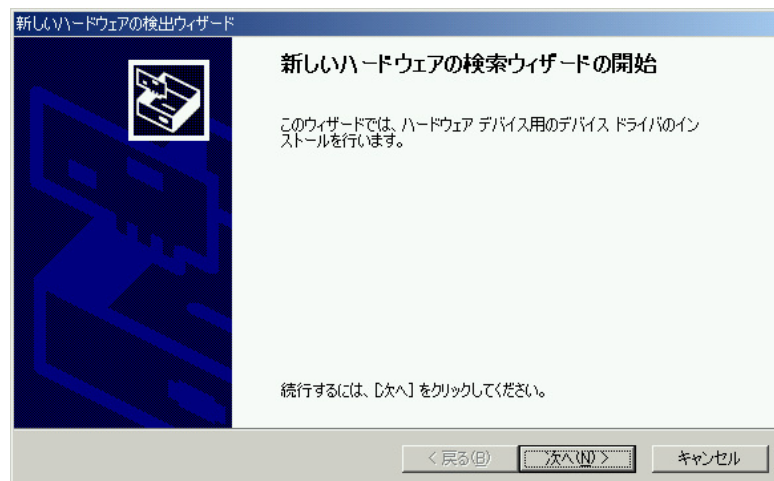 新しいハードウェアの検出ウィザード
新しいハードウェアの検索ウィザードの開始
このウィザードでは、ハードウェア デバイス用のデバイス ドライバのイン
ストールを行います。
続行するには、[次へ] をクリックしてください。
< 戻る(B)
次へ(N) >
キャンセル